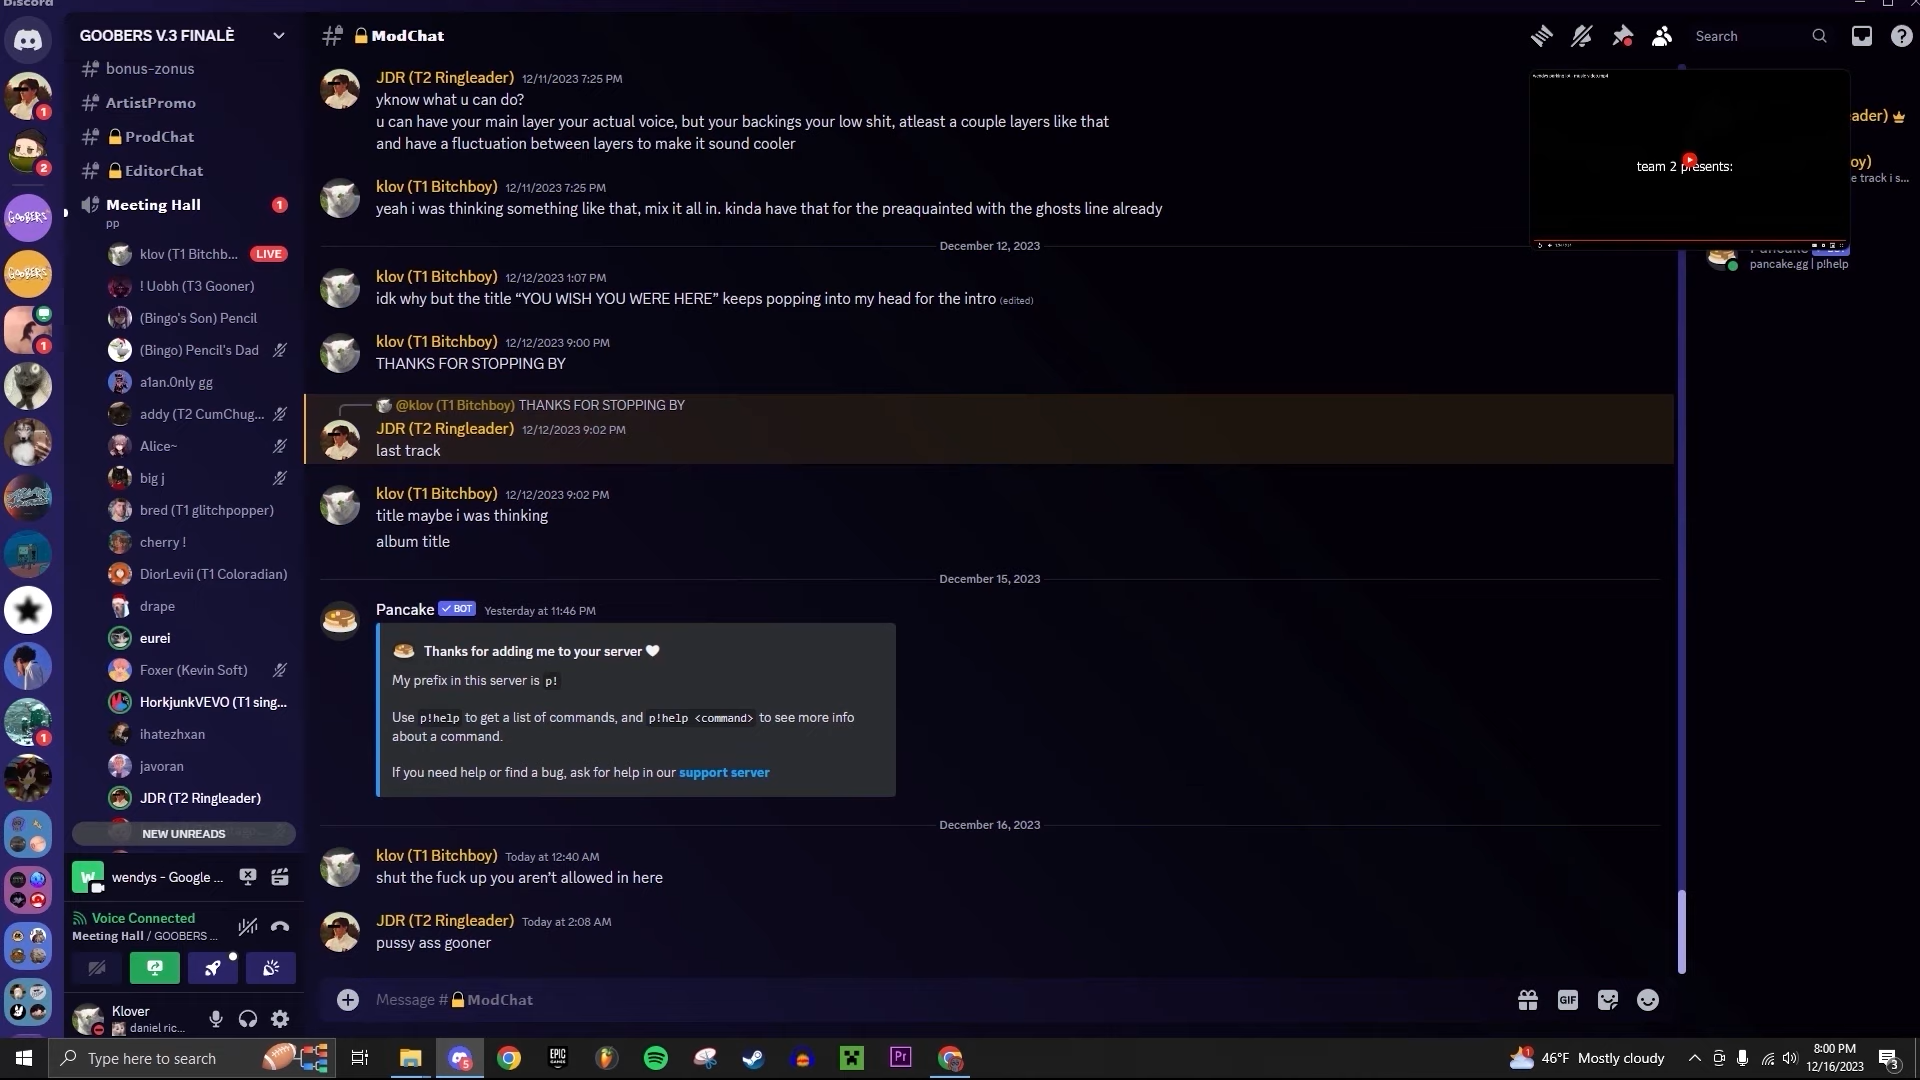 Discord
GOOBERS V.3 FINALÈ
bonus-zonus
ArtistPromo
ProdChat
EditorChat
Meeting Hall
1
pp
klov (T1 Bitchb...
LIVE
! Uobh (T3 Gooner)
(Bingo's Son) Pencil
(Bingo) Pencil's Dad
a1an.0nly gg
addy (T2 CumChug...
Alice~
big j
bred (T1 glitchpopper)
cherry !
DiorLevii (T1 Coloradian)
drape
eurei
Foxer (Kevin Soft)
HorkjunkVEVO (T1 sing...
ihatezhxan
javoran
JDR (T2 Ringleader)
NEW UNREADS
wendys - Google ...
Voice Connected
Meeting Hall / GOOBERS ...
Klover
daniel ric...
1
2
GOOBERS
GOOBERS
1
1
# ModChat
Search
JDR (T2 Ringleader) 12/11/2023 7:25 PM
yknow what u can do?
u can have your main layer your actual voice, but your backings your low shit, atleast a couple layers like that
and have a fluctuation between layers to make it sound cooler
klov (T1 Bitchboy) 12/11/2023 7:25 PM
yeah i was thinking something like that, mix it all in. kinda have that for the preaquainted with the ghosts line already
December 12, 2023
klov (T1 Bitchboy) 12/12/2023 1:07 PM
idk why but the title “YOU WISH YOU WERE HERE” keeps popping into my head for the intro (edited)
klov (T1 Bitchboy) 12/12/2023 9:00 PM
THANKS FOR STOPPING BY
@klov (T1 Bitchboy) THANKS FOR STOPPING BY
JDR (T2 Ringleader) 12/12/2023 9:02 PM
last track
klov (T1 Bitchboy) 12/12/2023 9:02 PM
title maybe i was thinking
album title
December 15, 2023
Pancake BOT Yesterday at 11:46 PM
Thanks for adding me to your server
My prefix in this server is p!
Use p!help to get a list of commands, and p!help <command> to see more info
about a command.
If you need help or find a bug, ask for help in our support server
December 16, 2023
klov (T1 Bitchboy) Today at 12:40 AM
shut the fuck up you aren’t allowed in here
JDR (T2 Ringleader) Today at 2:08 AM
pussy ass gooner
Message # ModChat
GIF
team 2 presents:
ader)
oy)
e track i s...
Pancake
pancake.gg | p!help
Type here to search
5
EPIC GAMES
Pr
46°F Mostly cloudy
8:00 PM
12/16/2023
3